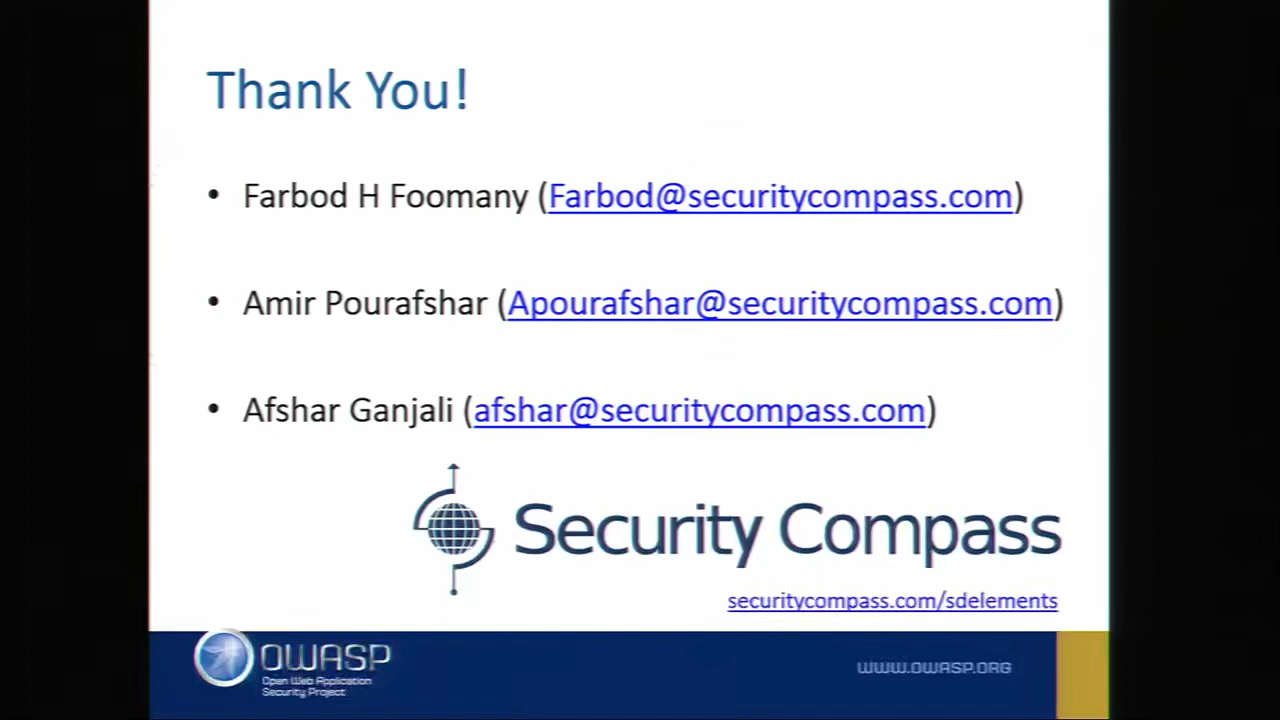 Thank You!
• Farbod H Foomany (Farbod@securitycompass.com)
• Amir Pourafshar (Apourafshar@securitycompass.com)
• Afshar Ganjali (afshar@securitycompass.com)
Security Compass
securitycompass.com/sdelements
OWASP
Open Web Application
Security Project
WWW.OWASP.ORG